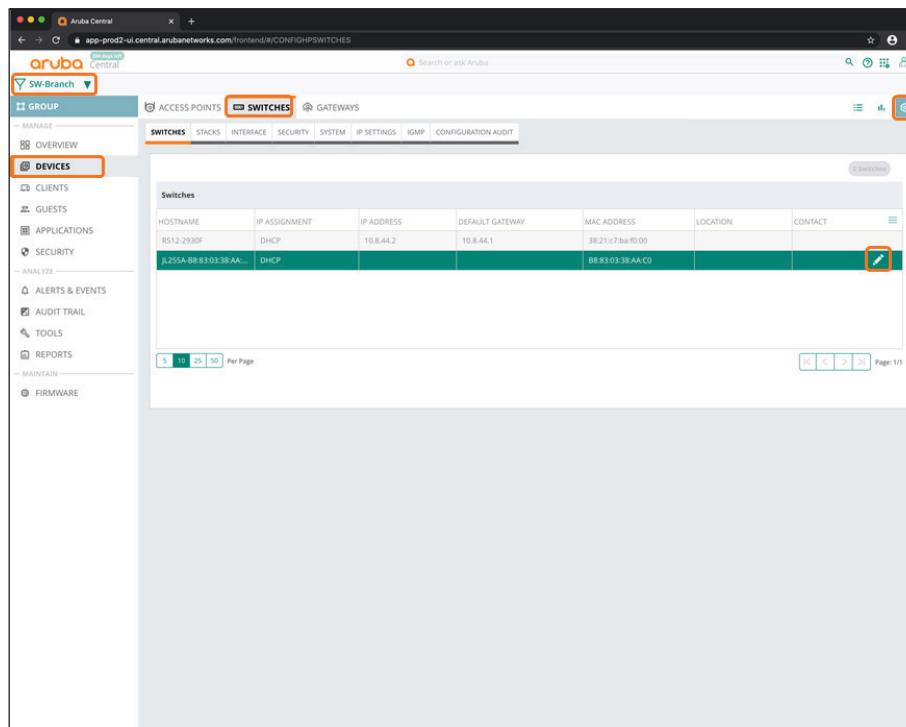 Aruba Central
app-prod2-ui.central.arubanetworks.com/frontend/#/CONFIGHPSWITCHES
aruba Central
Search or ask Aruba
SW-Branch
GROUP
ACCESS POINTS SWITCHES GATEWAYS
MANAGE
SWITCHES STACKS INTERFACE SECURITY SYSTEM IP SETTINGS IGMP CONFIGURATION AUDIT
OVERVIEW
DEVICES
2 Switches
CLIENTS
Switches
GUESTS
HOSTNAME IP ASSIGNMENT IP ADDRESS DEFAULT GATEWAY MAC ADDRESS LOCATION CONTACT
APPLICATIONS
RS12-2930F DHCP 10.8.44.2 10.8.44.1 38:21:c7:ba:f0:00
SECURITY
JL255A-B8:83:03:38:AA:... DHCP B8:83:03:38:AA:C0
ANALYZE
ALERTS & EVENTS
AUDIT TRAIL
TOOLS
REPORTS
5 10 25 50 Per Page
Page: 1/1
MAINTAIN
FIRMWARE